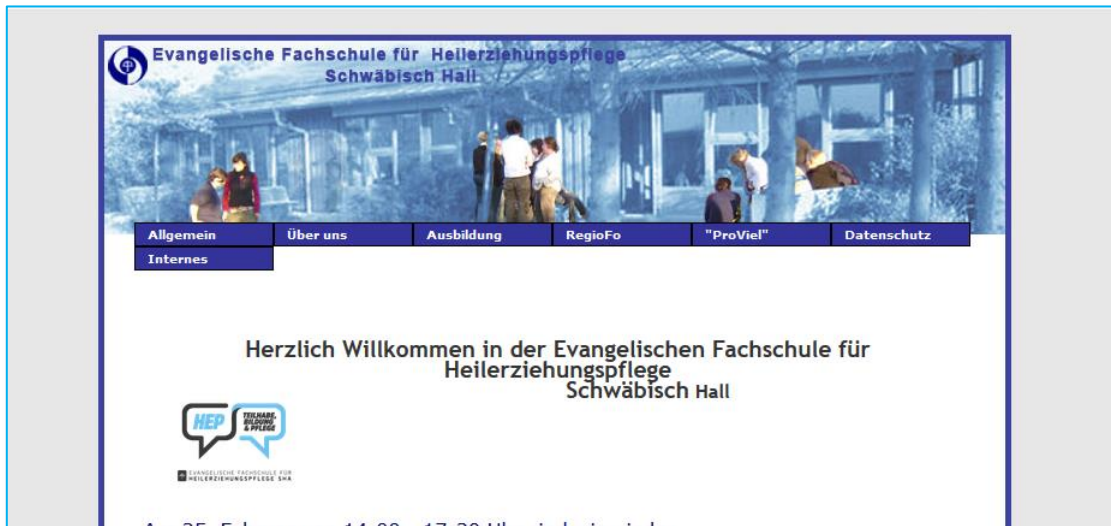 Evangelische Fachschule für Heilerziehungspflege
Schwäbisch Hall
Allgemein Über uns Ausbildung RegioFo "ProViel" Datenschutz
Internes
Herzlich Willkommen in der Evangelischen Fachschule für
Heilerziehungspflege
Schwäbisch Hall
HEP TEILHABE,
BILDUNG
& PFLEGE
EVANGELISCHE FACHSCHULE FÜR
HEILERZIEHUNGSPFLEGE SHA